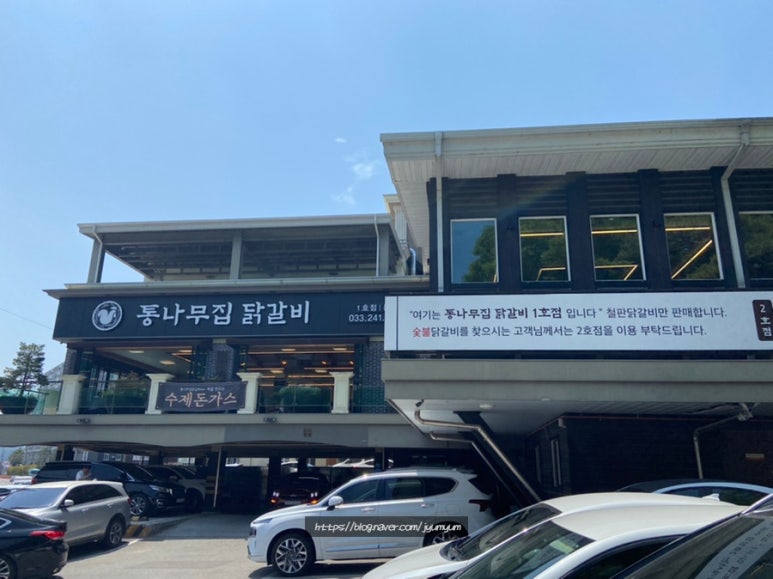 통나무집 닭갈비
1호점
033.241.
수제돈가스
"여기는 통나무집 닭갈비 1호점 입니다" 철판닭갈비만 판매합니다.
숯불닭갈비를 찾으시는 고객님께서는 2호점을 이용 부탁드립니다.
2호점
https://blog.naver.com/jyumyum